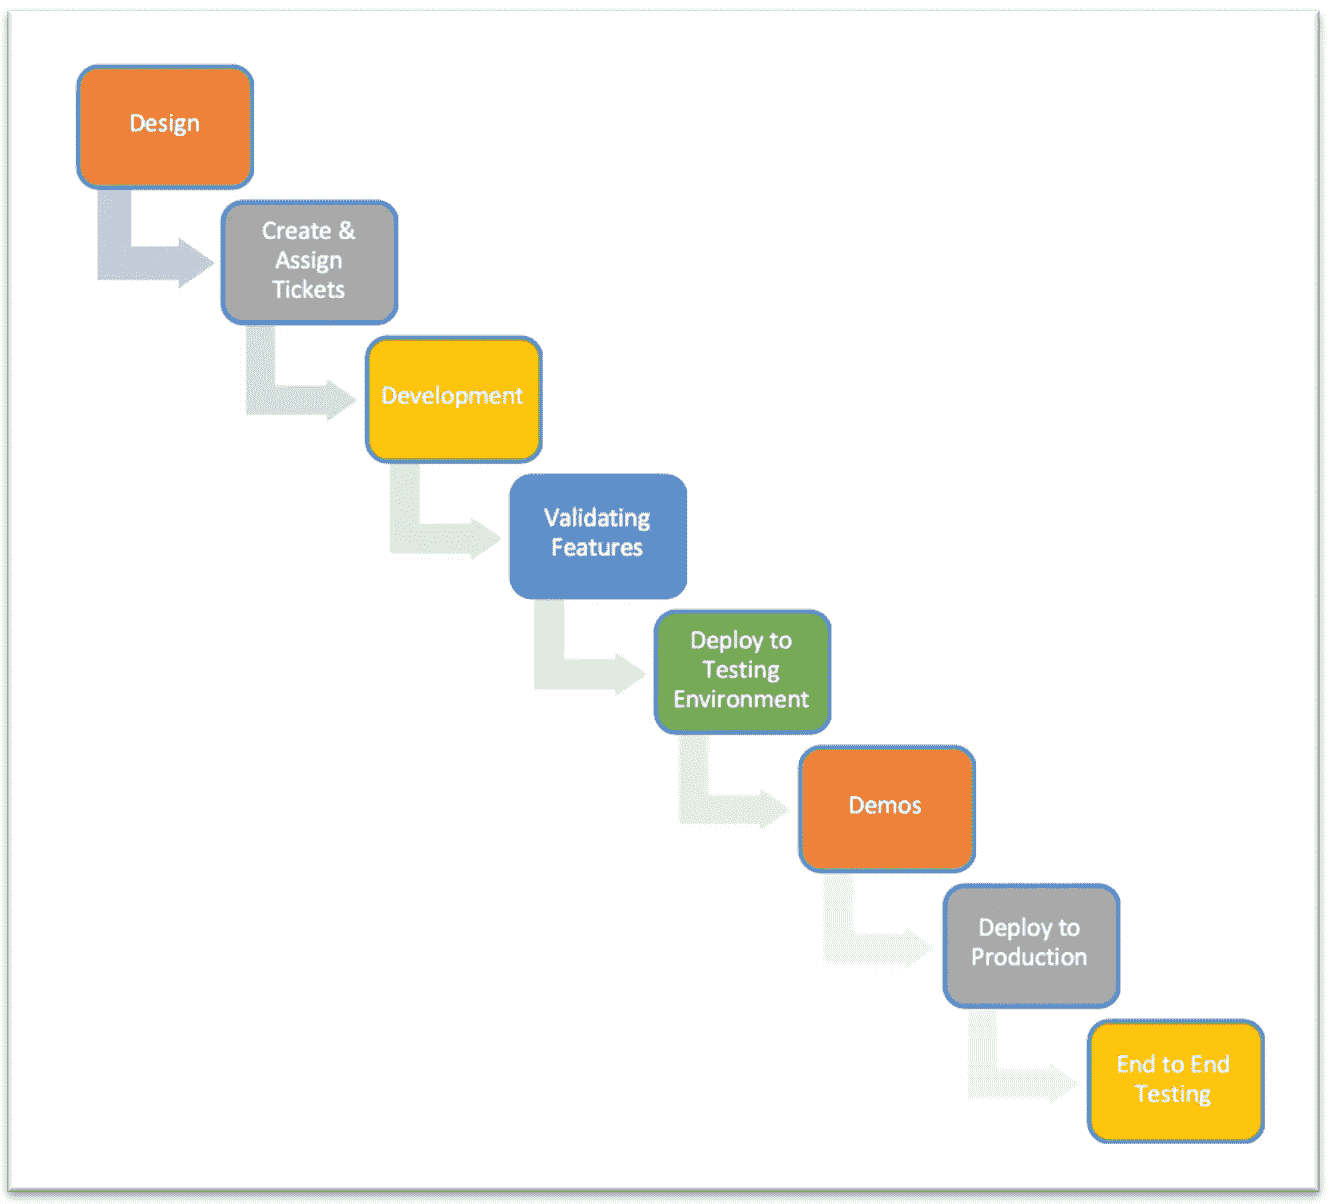 Design
Create &
Assign
Tickets
Development
Validating
Features
Deploy to
Testing
Environment
Demos
Deploy to
Production
End to End
Testing